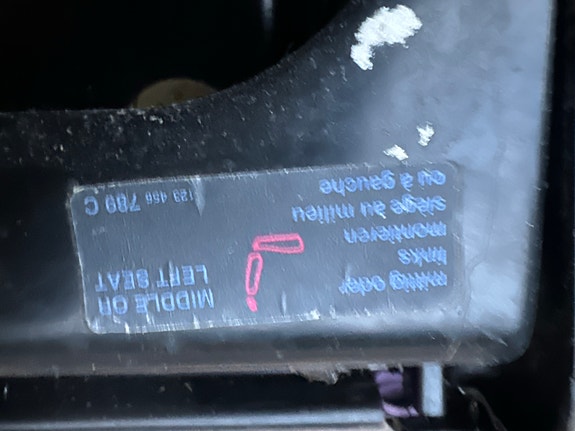 mittig oder
links
montieren
siège au milieu
ou à gauche
MIDDLE OR
LEFT SEAT
123 456 789 C